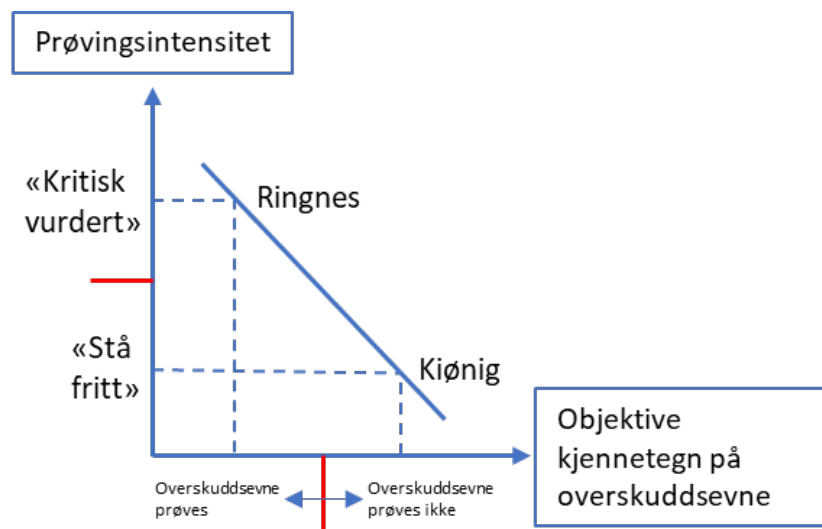 Prøvingsintensitet
«Kritisk
vurdert»
Ringnes
«Stå
fritt»
Kiønig
Objektive
kjennetegn på
overskuddsevne
Overskuddsevne
prøves
Overskuddsevne
prøves ikke